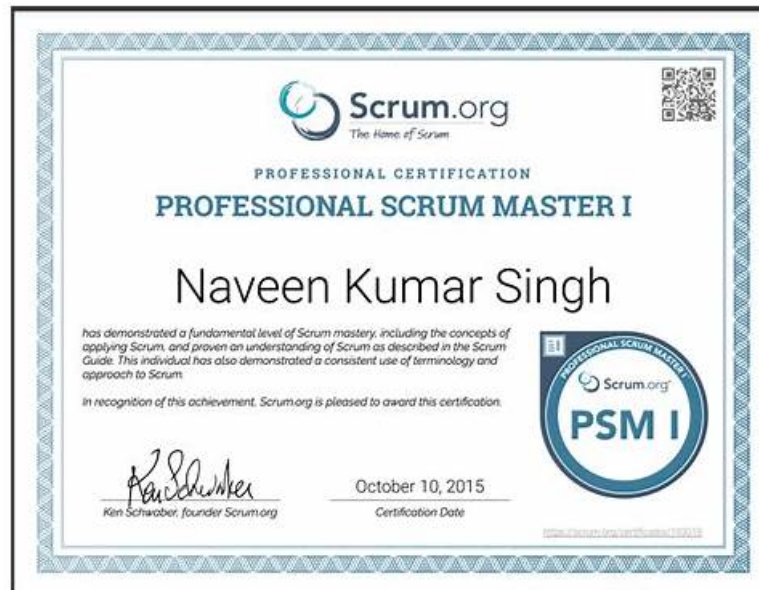 Scrum.org
The Home of Scrum
PROFESSIONAL CERTIFICATION
PROFESSIONAL SCRUM MASTER I
Naveen Kumar Singh
has demonstrated a fundamental level of Scrum mastery, including the concepts of
applying Scrum, and proven an understanding of Scrum as described in the Scrum
Guide. This individual has also demonstrated a consistent use of terminology and
approach to Scrum.
In recognition of this achievement, Scrum.org is pleased to award this certification.
PROFESSIONAL SCRUM MASTER I
Scrum.org
PSM I
Ken Schwaber, founder Scrum.org
October 10, 2015
Certification Date